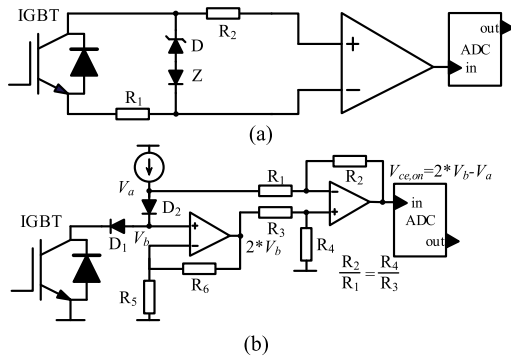 IGBT
D
R2
Z
R1
out
ADC
in
(a)
Va
D2
R1
R2
Vce,on=2*Vb-Va
IGBT
D1
Vb
R3
2*Vb
R4
in
ADC
out
R5
R6
R2/R1 = R4/R3
(b)